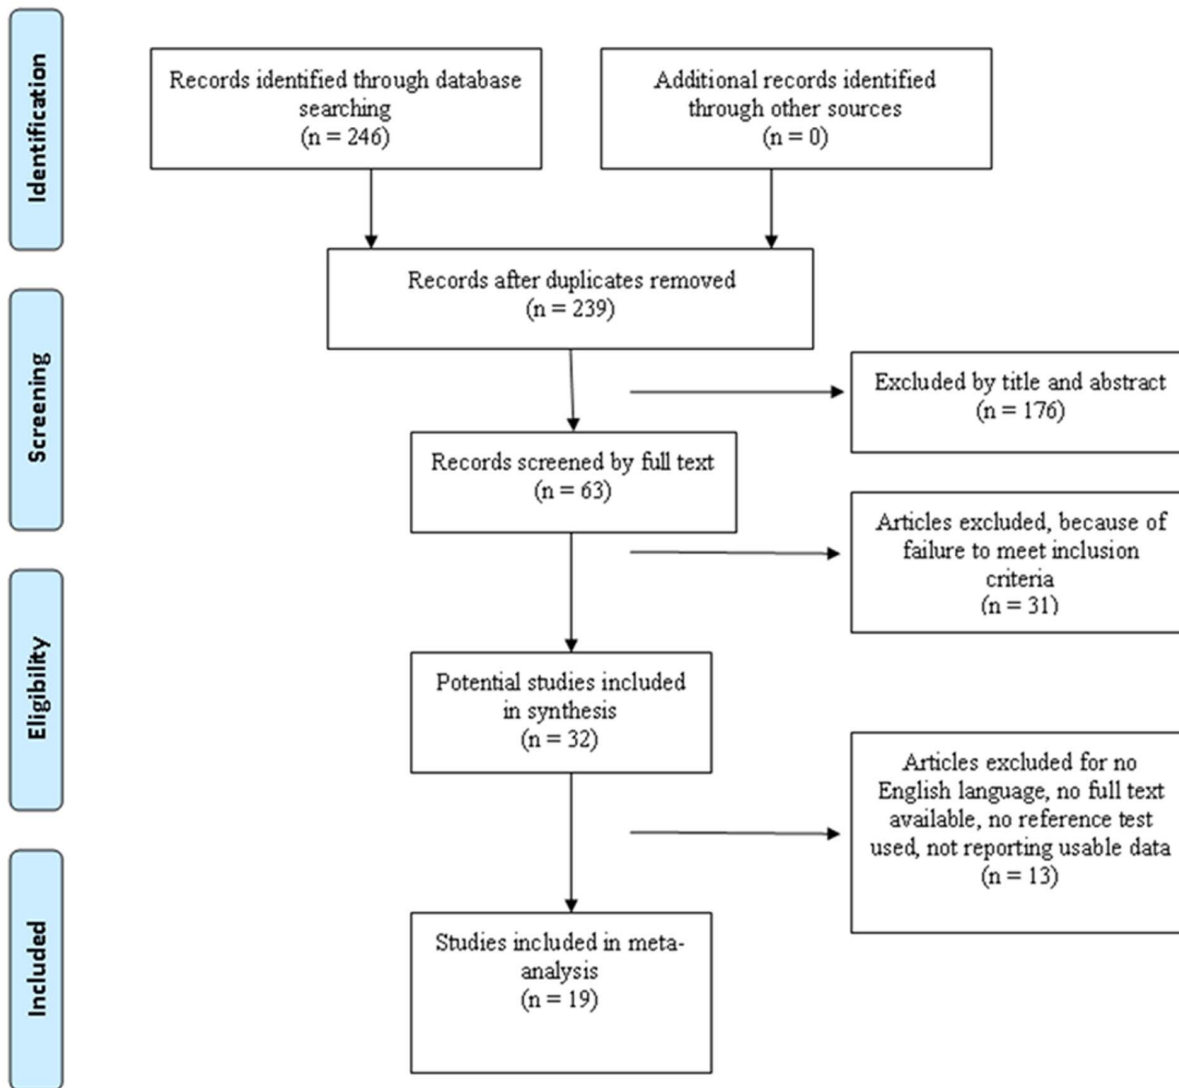 Identification
Records identified through database
searching
(n = 246)
Additional records identified
through other sources
(n = 0)
Records after duplicates removed
(n = 239)
Screening
Excluded by title and abstract
(n = 176)
Records screened by full text
(n = 63)
Articles excluded, because of
failure to meet inclusion
criteria
(n = 31)
Eligibility
Potential studies included
in synthesis
(n = 32)
Articles excluded for no
English language, no full text
available, no reference test
used, not reporting usable data
(n = 13)
Included
Studies included in meta-
analysis
(n = 19)